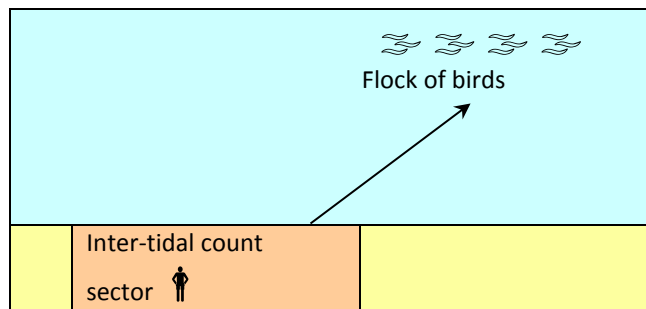 Flock of birds
Inter-tidal count
sector